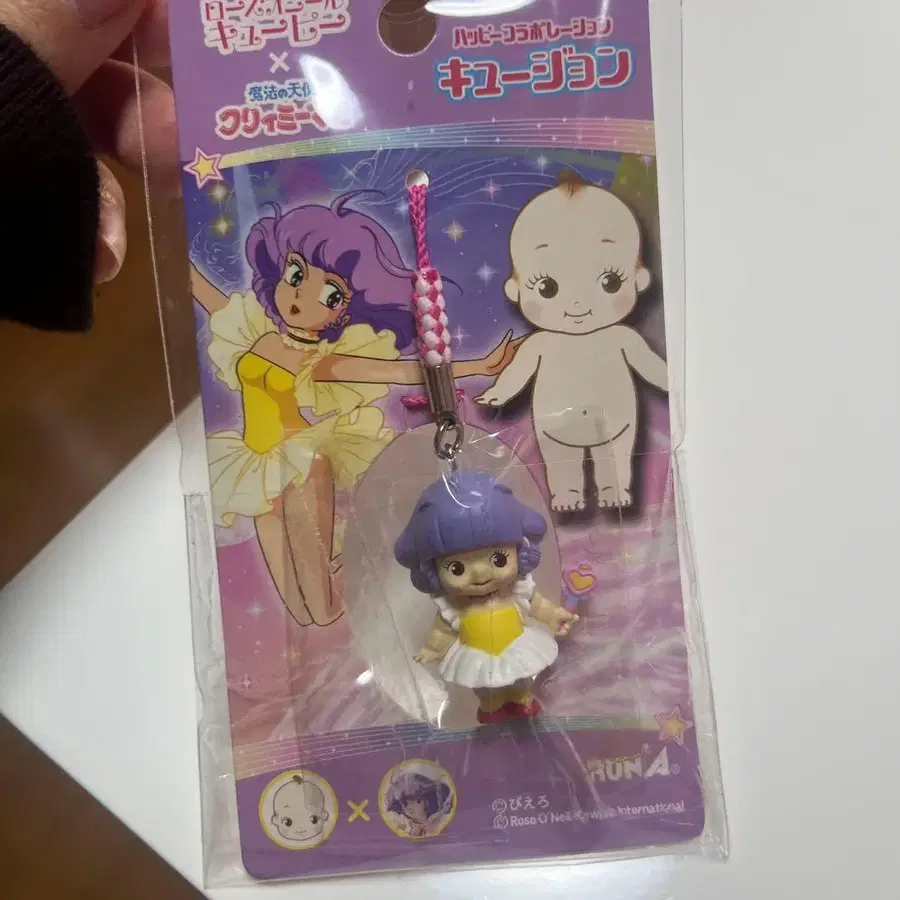 ローズオニール
キューピー
×
魔法の天使
クリィミー
ハッピーコラボレーション
キュージョン
×
RUN'A®
©ぴえろ
© Rose O'Neill Kewpie International